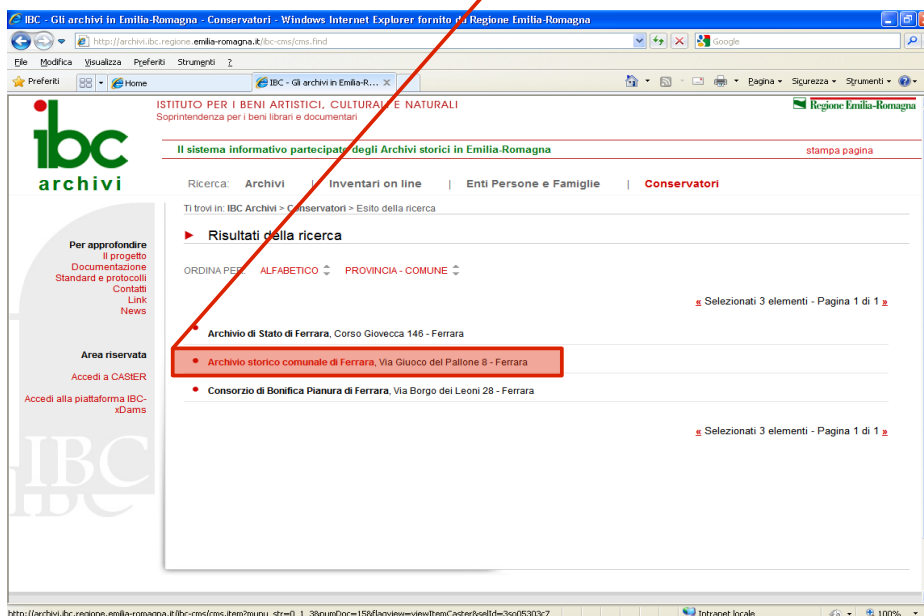 IBC - Gli archivi in Emilia-Romagna - Conservatori - Windows Internet Explorer fornito da Regione Emilia-Romagna
http://archivi.ibc.regione.emilia-romagna.it/ibc-cms/cms.find
Google
File Modifica Visualizza Preferiti Strumenti ?
Preferiti
Home
IBC - Gli archivi in Emilia-R...
Pagina
Sicurezza
Strumenti
ibc
archivi
ISTITUTO PER I BENI ARTISTICI, CULTURALI E NATURALI
Soprintendenza per i beni librari e documentari
Regione Emilia-Romagna
Il sistema informativo partecipato degli Archivi storici in Emilia-Romagna
stampa pagina
Ricerca: Archivi | Inventari on line | Enti Persone e Famiglie | Conservatori
Ti trovi in: IBC Archivi > Conservatori > Esito della ricerca
Risultati della ricerca
ORDINA PER: ALFABETICO PROVINCIA - COMUNE
« Selezionati 3 elementi - Pagina 1 di 1 »
Archivio di Stato di Ferrara, Corso Giovecca 146 - Ferrara
Archivio storico comunale di Ferrara, Via Giuoco del Pallone 8 - Ferrara
Consorzio di Bonifica Pianura di Ferrara, Via Borgo dei Leoni 28 - Ferrara
« Selezionati 3 elementi - Pagina 1 di 1 »
Per approfondire
Il progetto
Documentazione
Standard e protocolli
Contatti
Link
News
Area riservata
Accedi a CAStER
Accedi alla piattaforma IBC-
xDams
IBC
Intranet locale
100%